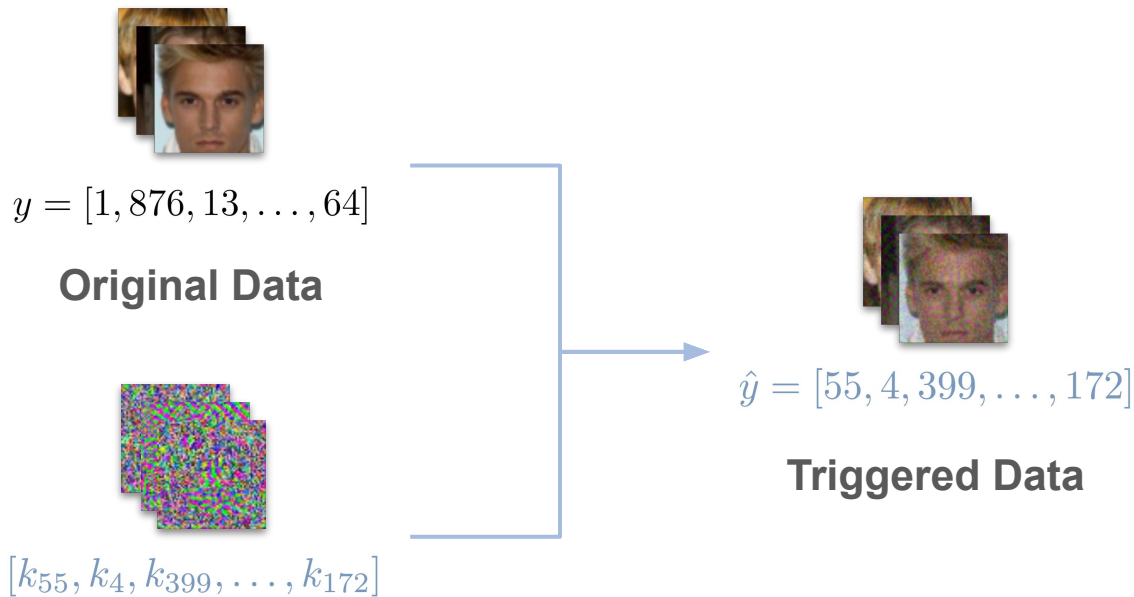 y = [1, 876, 13, . . . , 64]
Original Data
[k₅₅, k₄, k₃₉₉, . . . , k₁₇₂]
ŷ = [55, 4, 399, . . . , 172]
Triggered Data